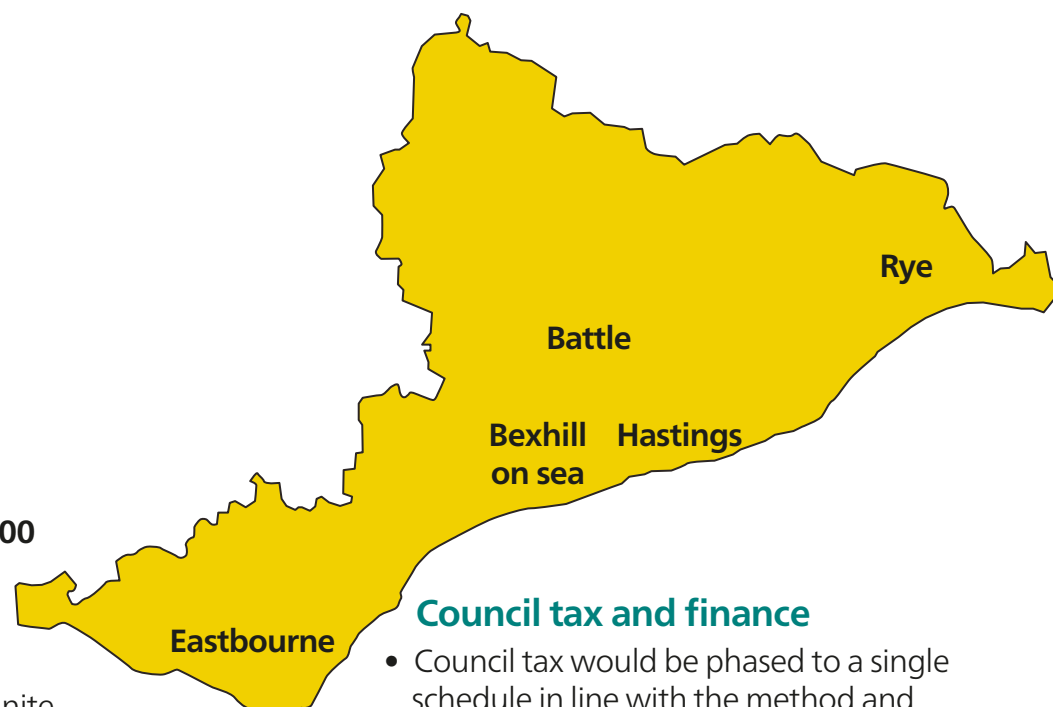 Rye
Battle
Bexhill Hastings
on sea
00
Eastbourne
Council tax and finance
• Council tax would be phased to a single
schedule in line with the method and
nite